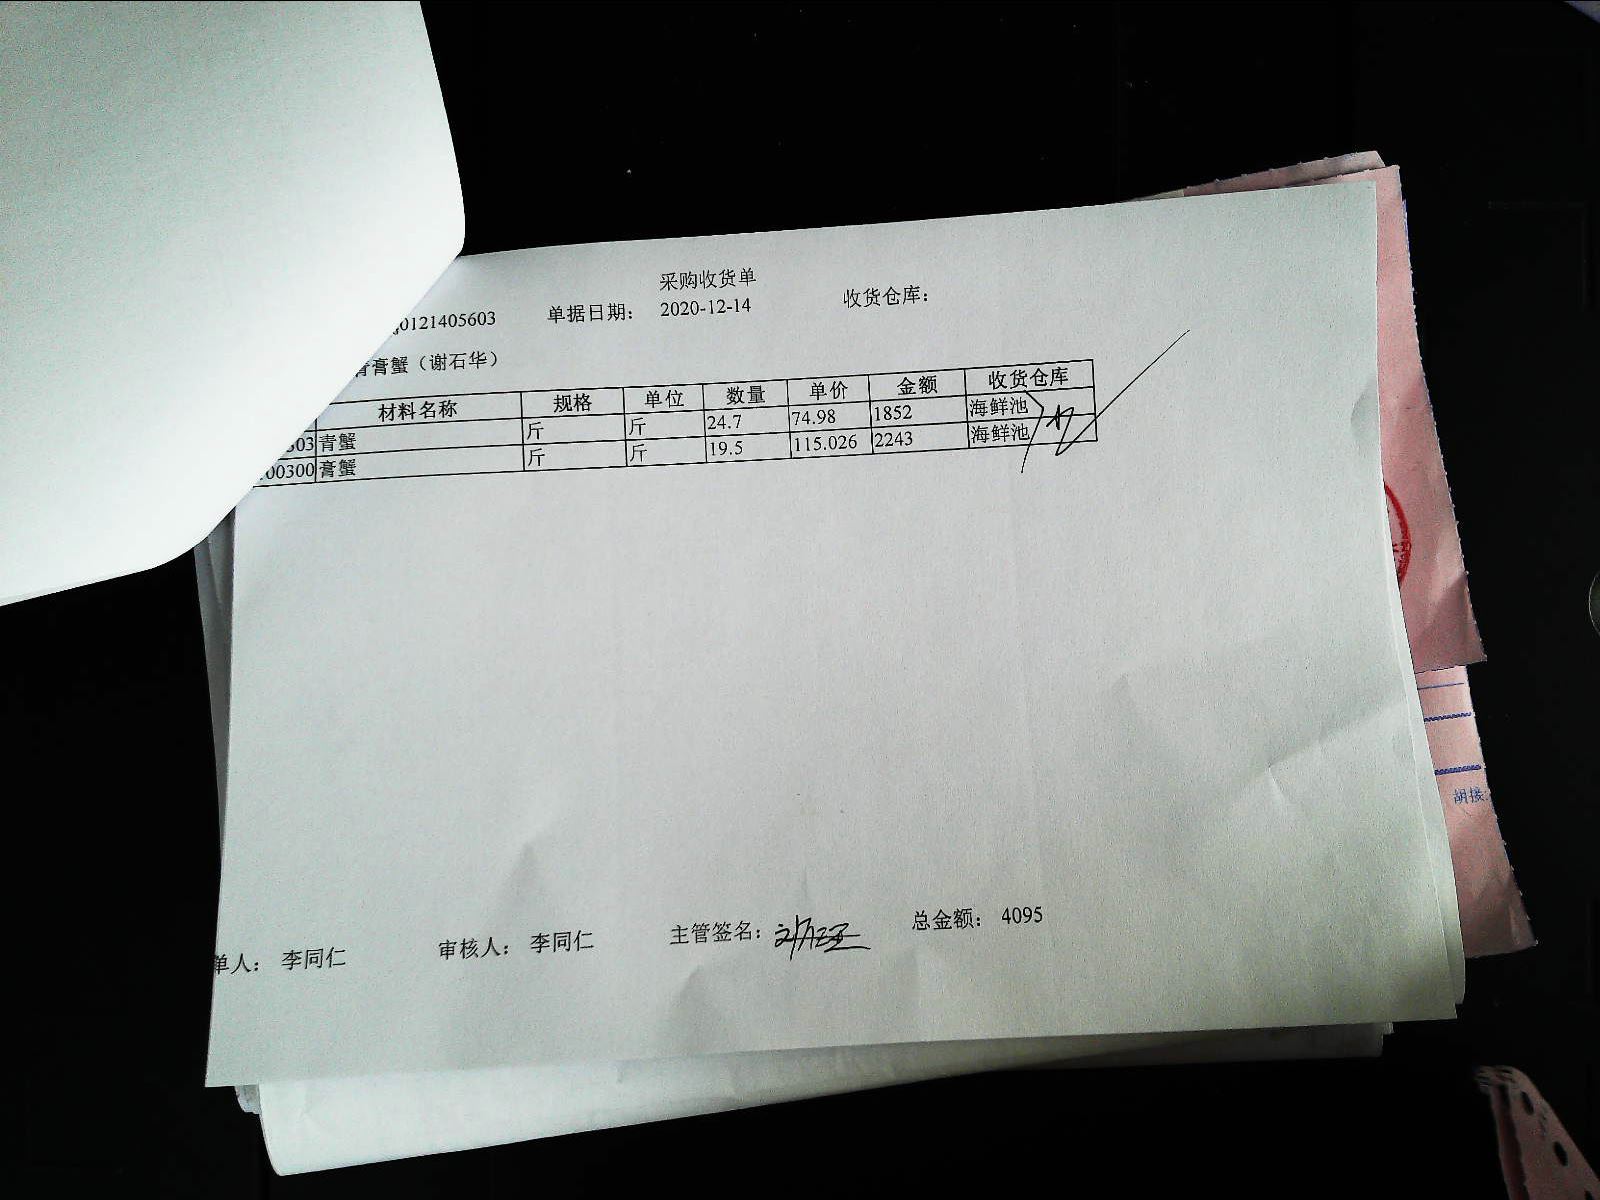 采购收货单
0121405603 单据日期： 2020-12-14 收货仓库：
青膏蟹（谢石华）
材料名称 规格 单位 数量 单价 金额 收货仓库
303 青蟹 斤 斤 24.7 74.98 1852 海鲜池
00300 膏蟹 斤 斤 19.5 115.026 2243 海鲜池
胡接
单人： 李同仁 审核人： 李同仁 主管签名： 总金额： 4095